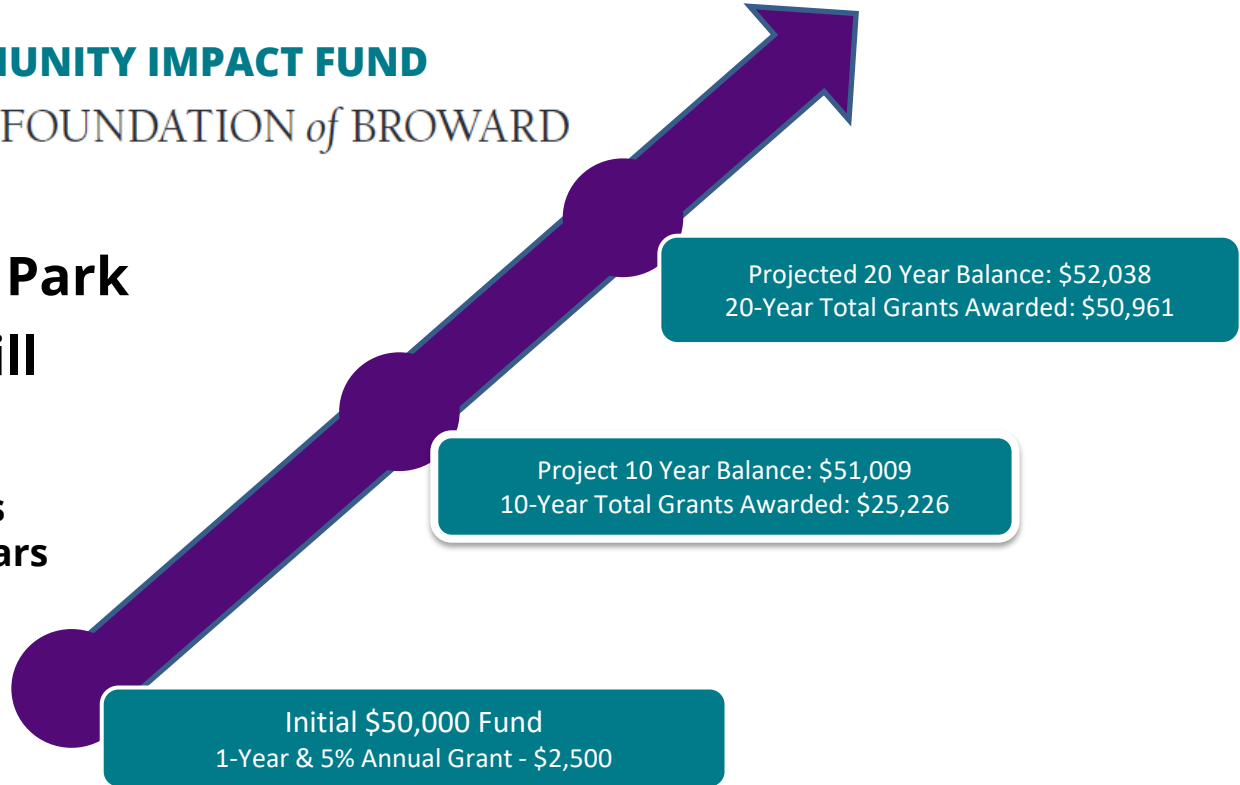 MUNITY IMPACT FUND
FOUNDATION of BROWARD
Park
ill
s
ars
Projected 20 Year Balance: $52,038
20-Year Total Grants Awarded: $50,961
Project 10 Year Balance: $51,009
10-Year Total Grants Awarded: $25,226
Initial $50,000 Fund
1-Year & 5% Annual Grant - $2,500